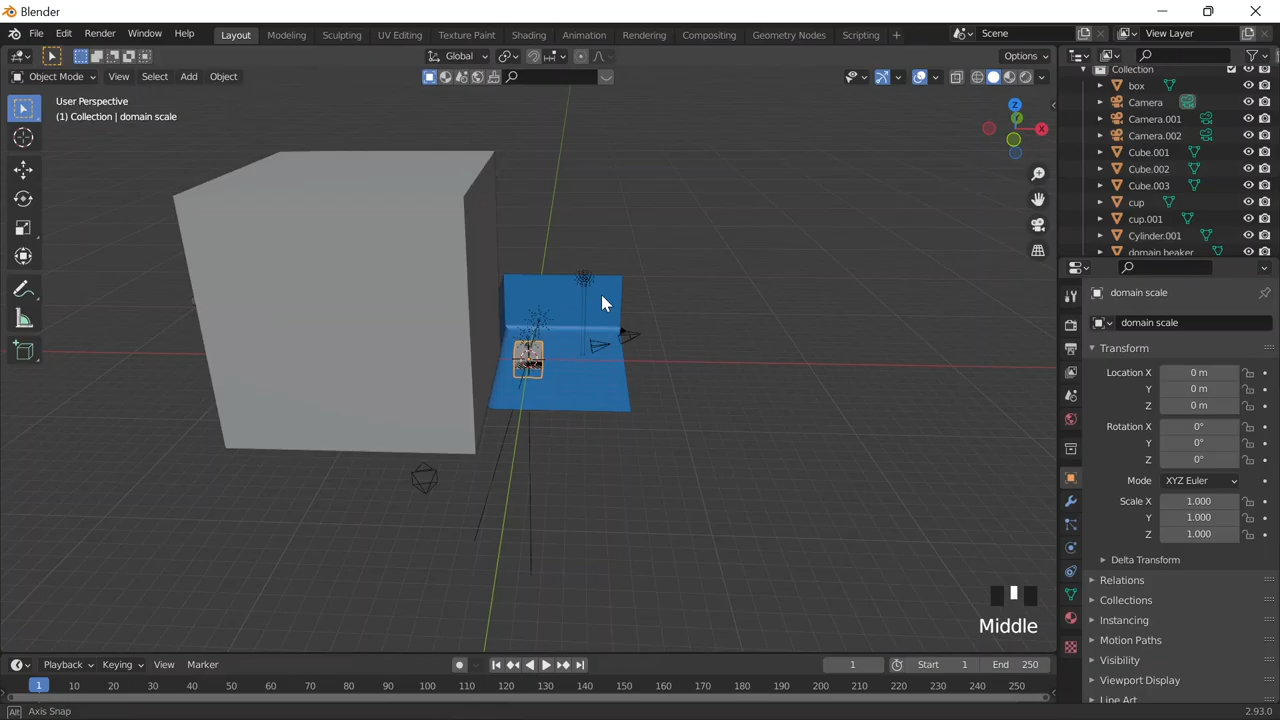 Blender
File Edit Render Window Help Layout Modeling Sculpting UV Editing Texture Paint Shading Animation Rendering Compositing Geometry Nodes Scripting + Scene View Layer
Global Options
Object Mode View Select Add Object
User Perspective
(1) Collection | domain scale
Z
Y
X
Collection
box
Camera
Camera.001
Camera.002
Cube.001
Cube.002
Cube.003
cup
cup.001
Cylinder.001
domain beaker
domain scale
domain scale
Transform
Location X 0 m
Y 0 m
Z 0 m
Rotation X 0°
Y 0°
Z 0°
Mode XYZ Euler
Scale X 1.000
Y 1.000
Z 1.000
Delta Transform
Relations
Collections
Instancing
Motion Paths
Visibility
Viewport Display
Line Art
Middle
Playback Keying View Marker 1 Start 1 End 250
1 10 20 30 40 50 60 70 80 90 100 110 120 130 140 150 160 170 180 190 200 210 220 230 240 250
Alt Axis Snap 2.93.0